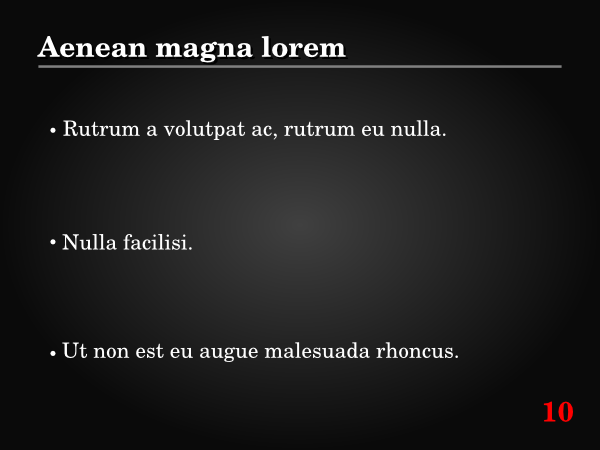 Aenean magna lorem
• Rutrum a volutpat ac, rutrum eu nulla.
• Nulla facilisi.
• Ut non est eu augue malesuada rhoncus.
10